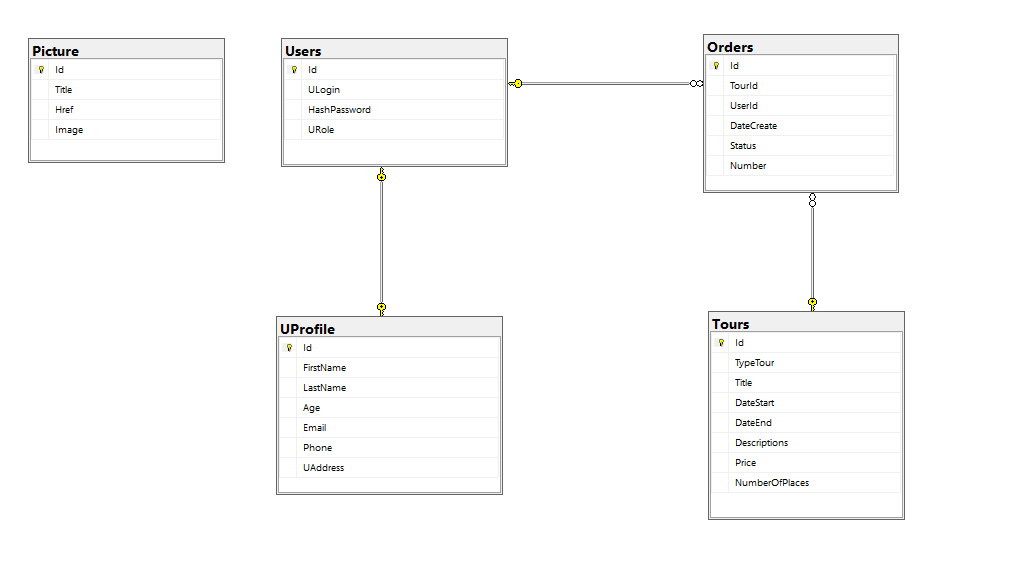 Picture
Id
Title
Href
Image
Users
Id
ULogin
HashPassword
URole
Orders
Id
TourId
UserId
DateCreate
Status
Number
UProfile
Id
FirstName
LastName
Age
Email
Phone
UAddress
Tours
Id
TypeTour
Title
DateStart
DateEnd
Descriptions
Price
NumberOfPlaces